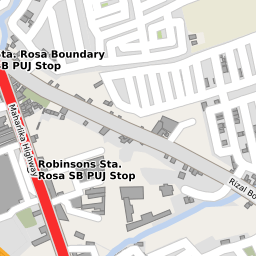 Sta. Rosa Boundary
SB PUJ Stop
Maharlika Highway
Robinsons Sta.
Rosa SB PUJ Stop
Rizal Bo